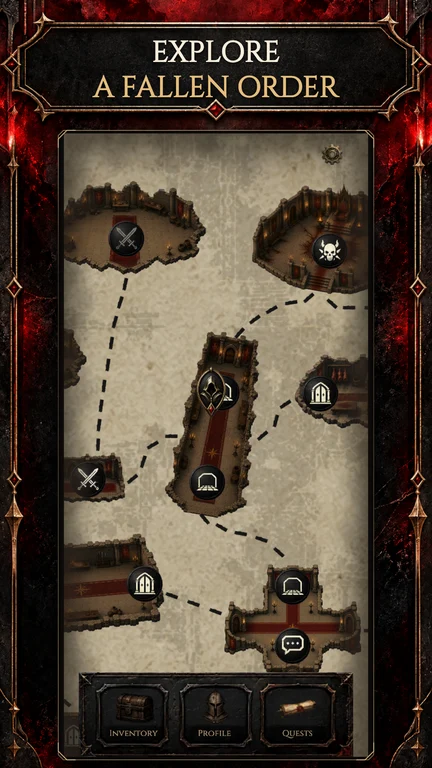 EXPLORE
A FALLEN ORDER
INVENTORY
PROFILE
QUESTS